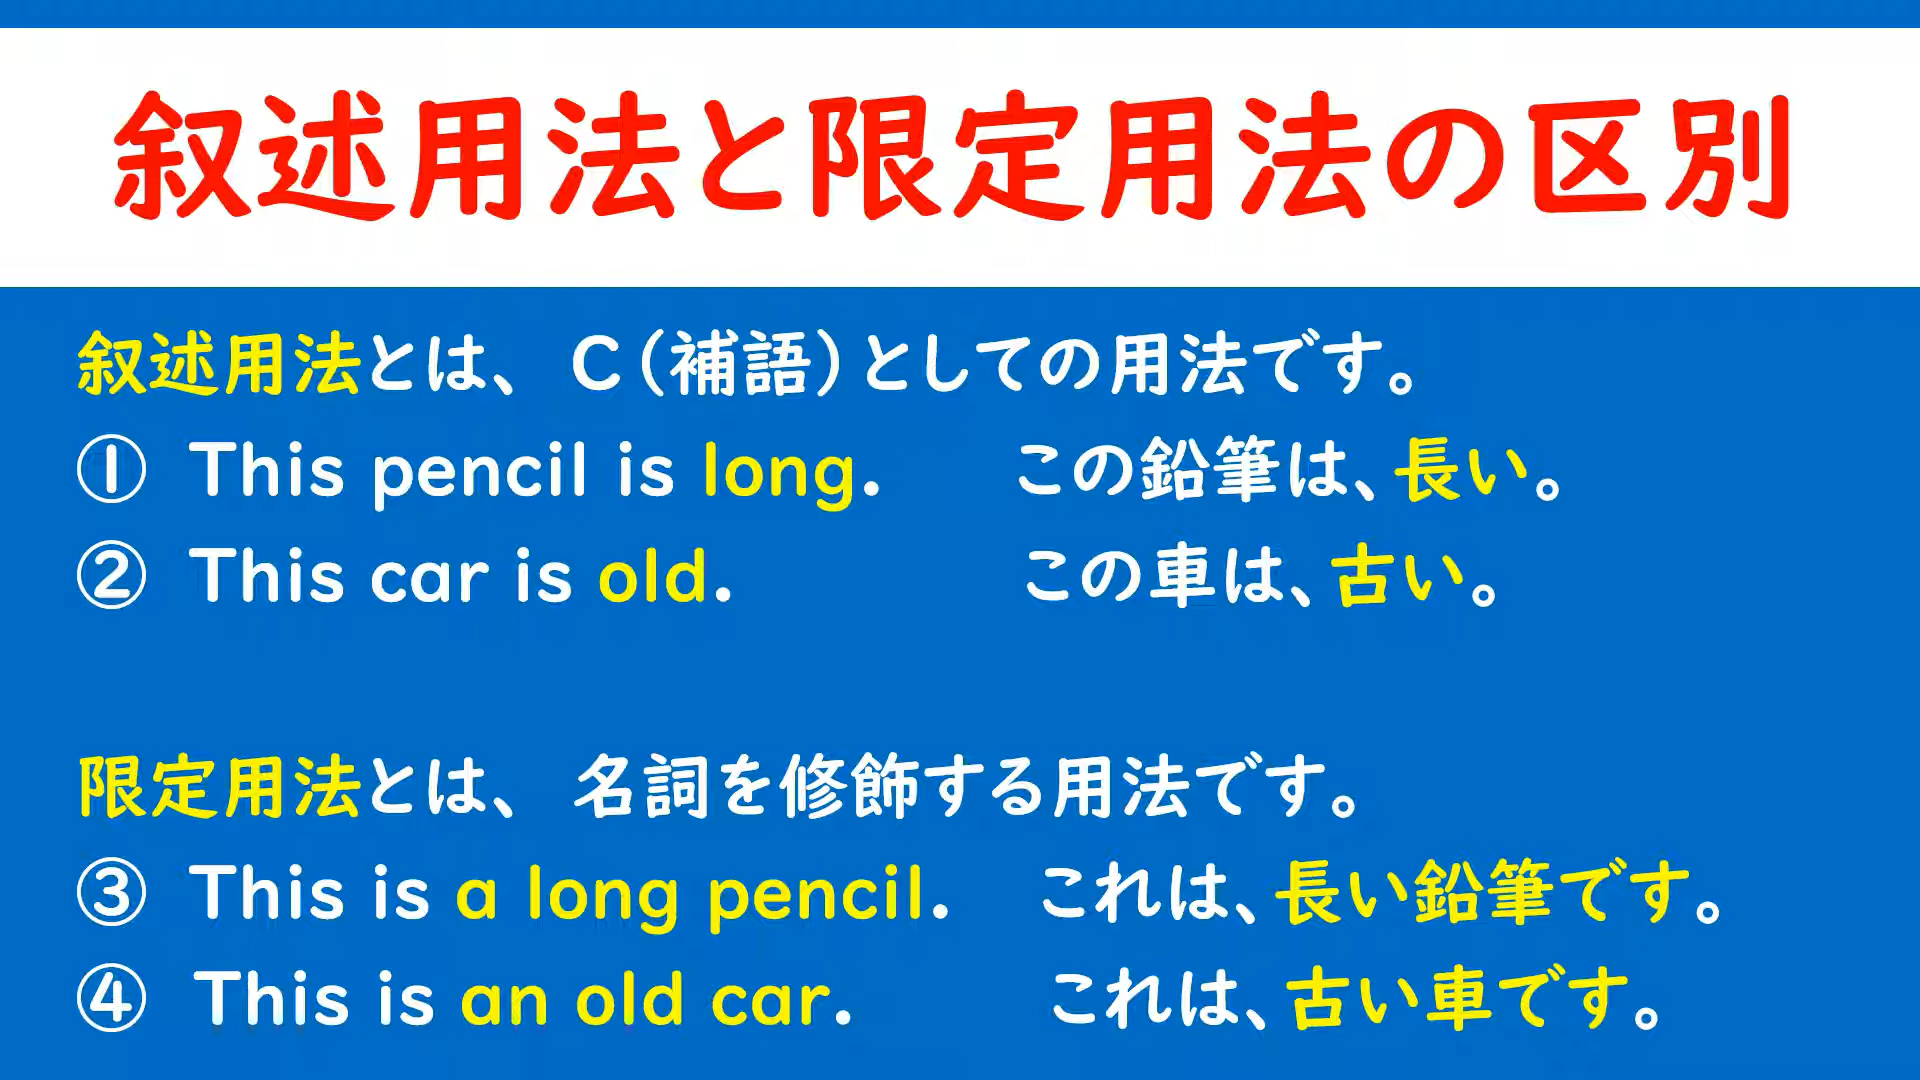 叙述用法と限定用法の区別
叙述用法とは、 C（補語）としての用法です。
① This pencil is long. この鉛筆は、長い。
② This car is old. この車は、古い。
限定用法とは、 名詞を修飾する用法です。
③ This is a long pencil. これは、長い鉛筆です。
④ This is an old car. これは、古い車です。